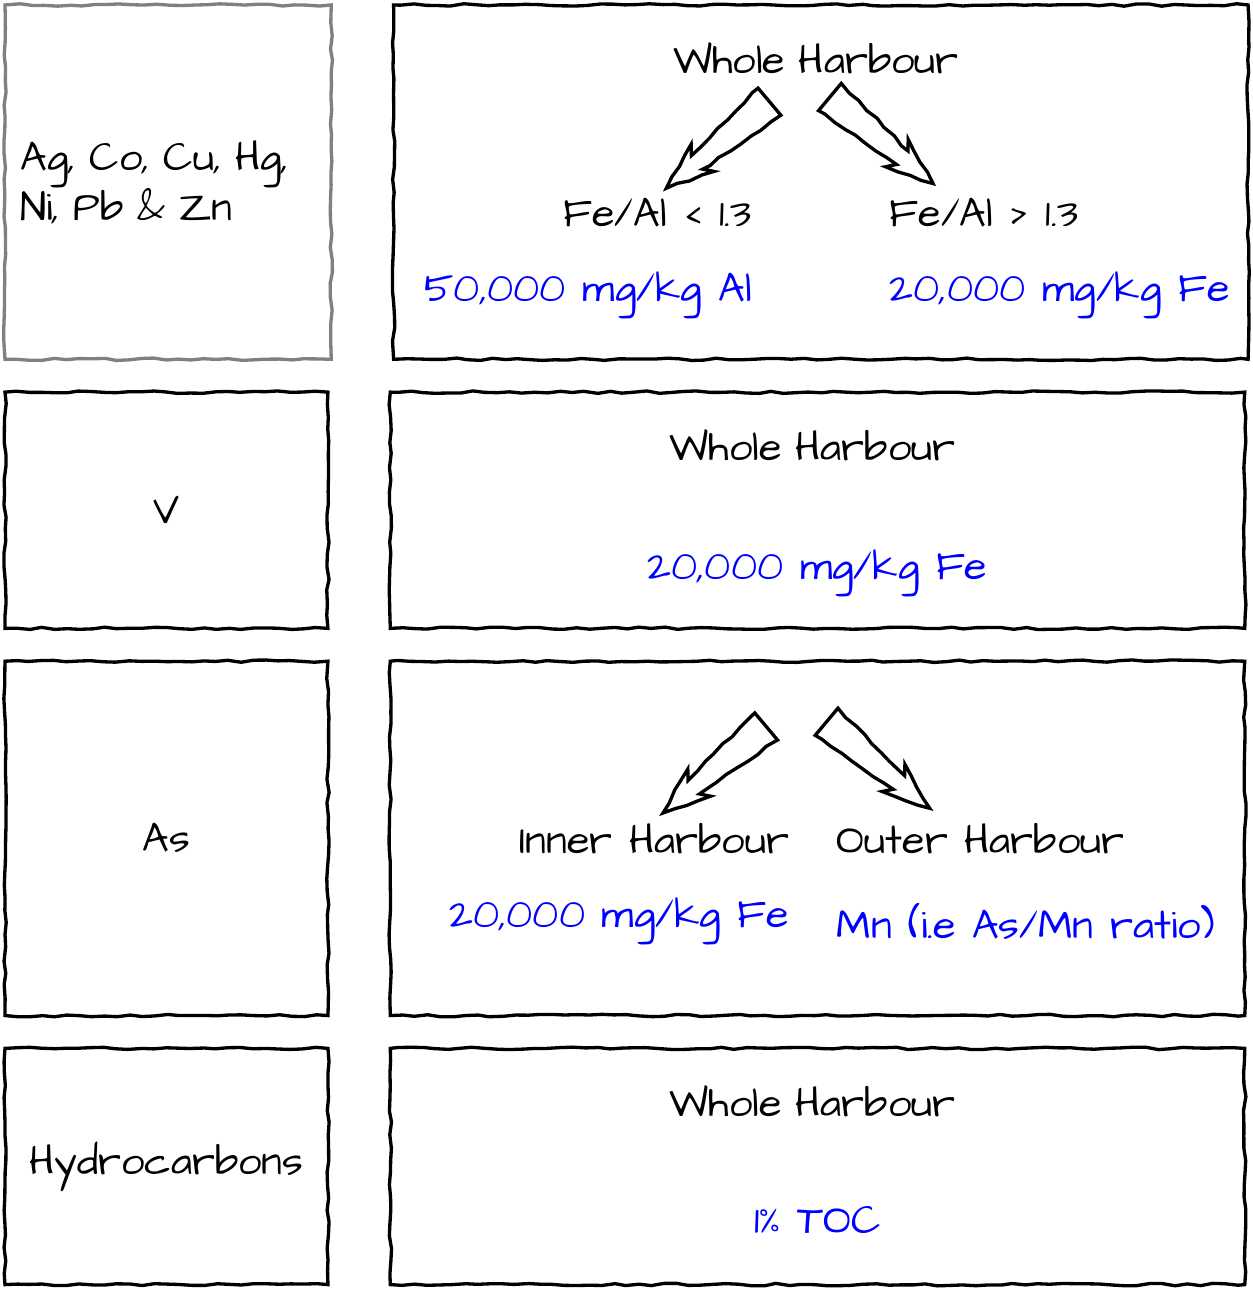 Ag, Co, Cu, Hg,
Ni, Pb & Zn
Whole Harbour
Fe/Al < 1.3
Fe/Al > 1.3
50,000 mg/kg Al
20,000 mg/kg Fe
V
Whole Harbour
20,000 mg/kg Fe
As
Inner Harbour
Outer Harbour
20,000 mg/kg Fe
Mn (i.e As/Mn ratio)
Hydrocarbons
Whole Harbour
1% TOC